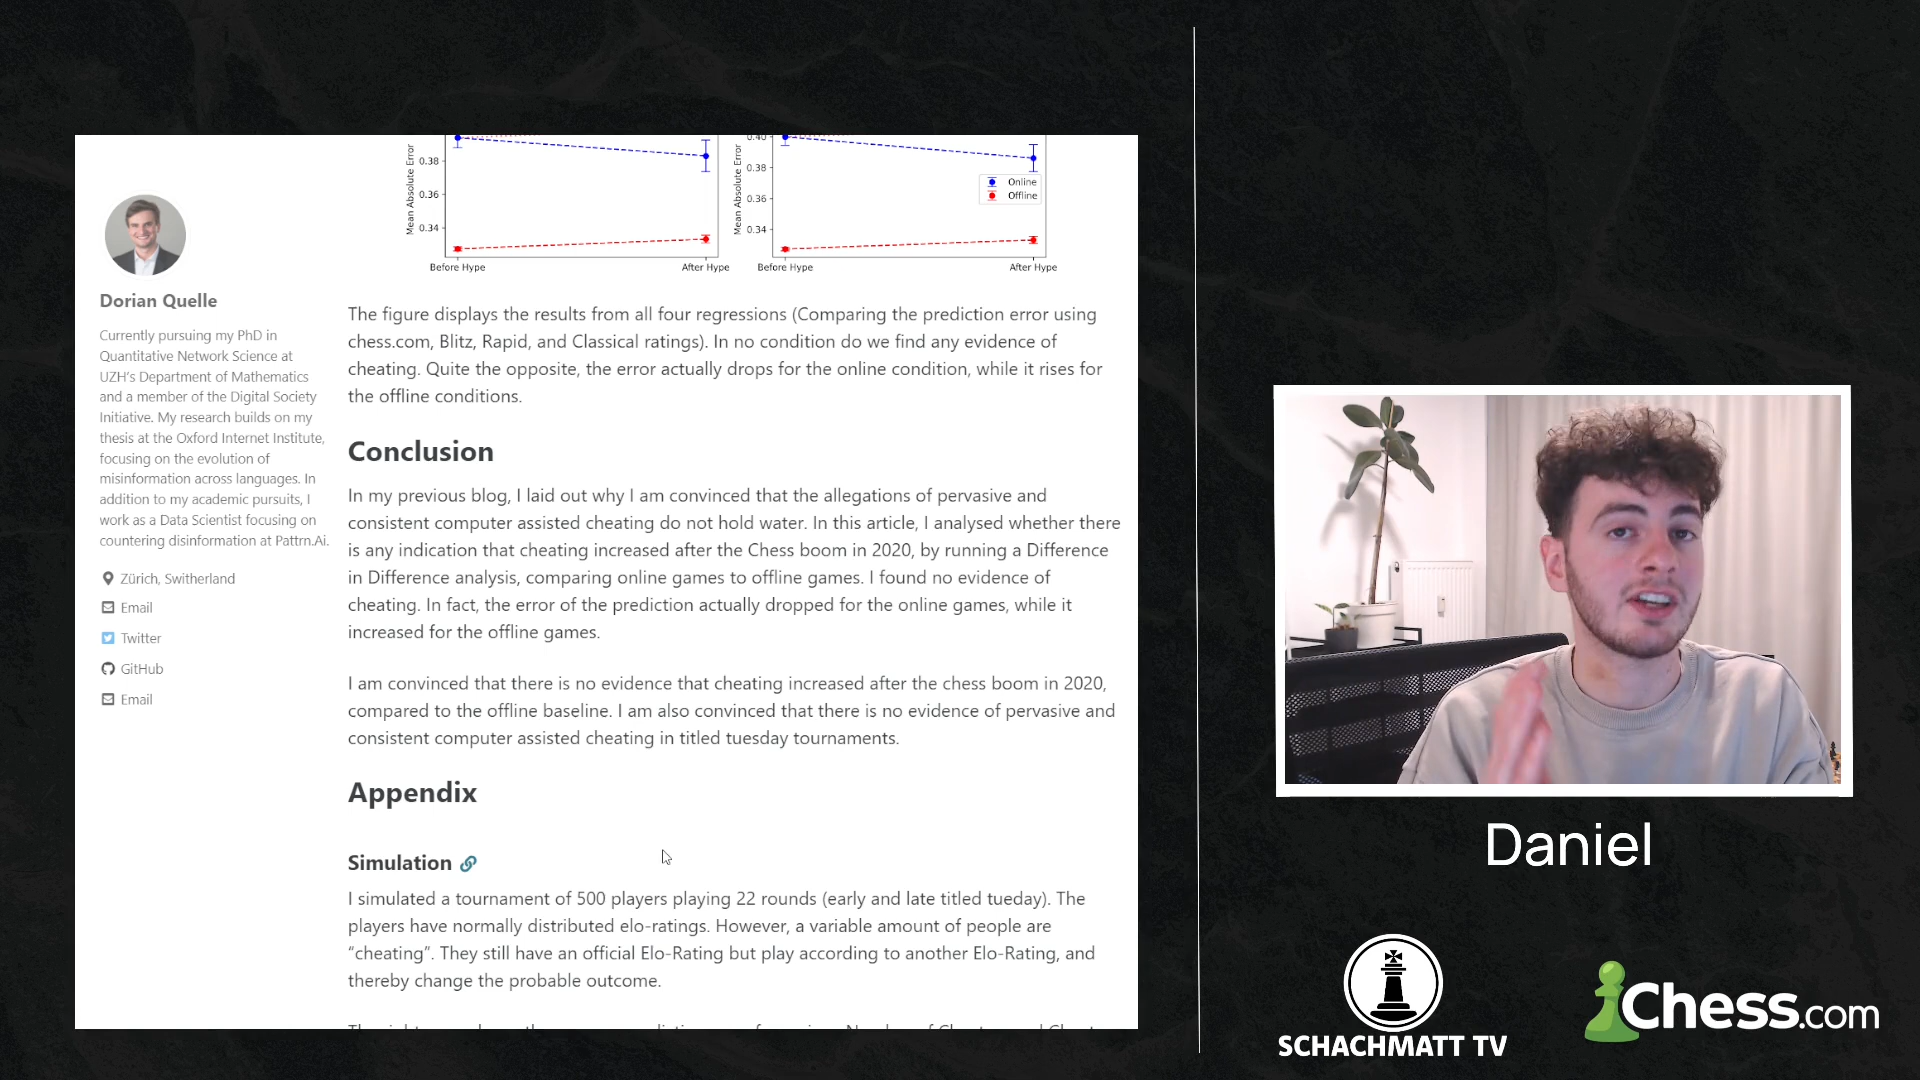 0.40
Mean Absolute Error
0.38
0.36
0.34
Before Hype
After Hype
Mean Absolute Error
0.38
0.36
0.34
Online
Offline
Before Hype
After Hype
Dorian Quelle
Currently pursuing my PhD in
Quantitative Network Science at
UZH's Department of Mathematics
and a member of the Digital Society
Initiative. My research builds on my
thesis at the Oxford Internet Institute,
focusing on the evolution of
misinformation across languages. In
addition to my academic pursuits, I
work as a Data Scientist focusing on
countering disinformation at Pattrn.Ai.
Zürich, Switherland
Email
Twitter
GitHub
Email
The figure displays the results from all four regressions (Comparing the prediction error using
chess.com, Blitz, Rapid, and Classical ratings). In no condition do we find any evidence of
cheating. Quite the opposite, the error actually drops for the online condition, while it rises for
the offline conditions.
Conclusion
In my previous blog, I laid out why I am convinced that the allegations of pervasive and
consistent computer assisted cheating do not hold water. In this article, I analysed whether there
is any indication that cheating increased after the Chess boom in 2020, by running a Difference
in Difference analysis, comparing online games to offline games. I found no evidence of
cheating. In fact, the error of the prediction actually dropped for the online games, while it
increased for the offline games.
I am convinced that there is no evidence that cheating increased after the chess boom in 2020,
compared to the offline baseline. I am also convinced that there is no evidence of pervasive and
consistent computer assisted cheating in titled tuesday tournaments.
Appendix
Simulation
I simulated a tournament of 500 players playing 22 rounds (early and late titled tueday). The
players have normally distributed elo-ratings. However, a variable amount of people are
“cheating”. They still have an official Elo-Rating but play according to another Elo-Rating, and
thereby change the probable outcome.
Daniel
SCHACHMATT TV
Chess.com